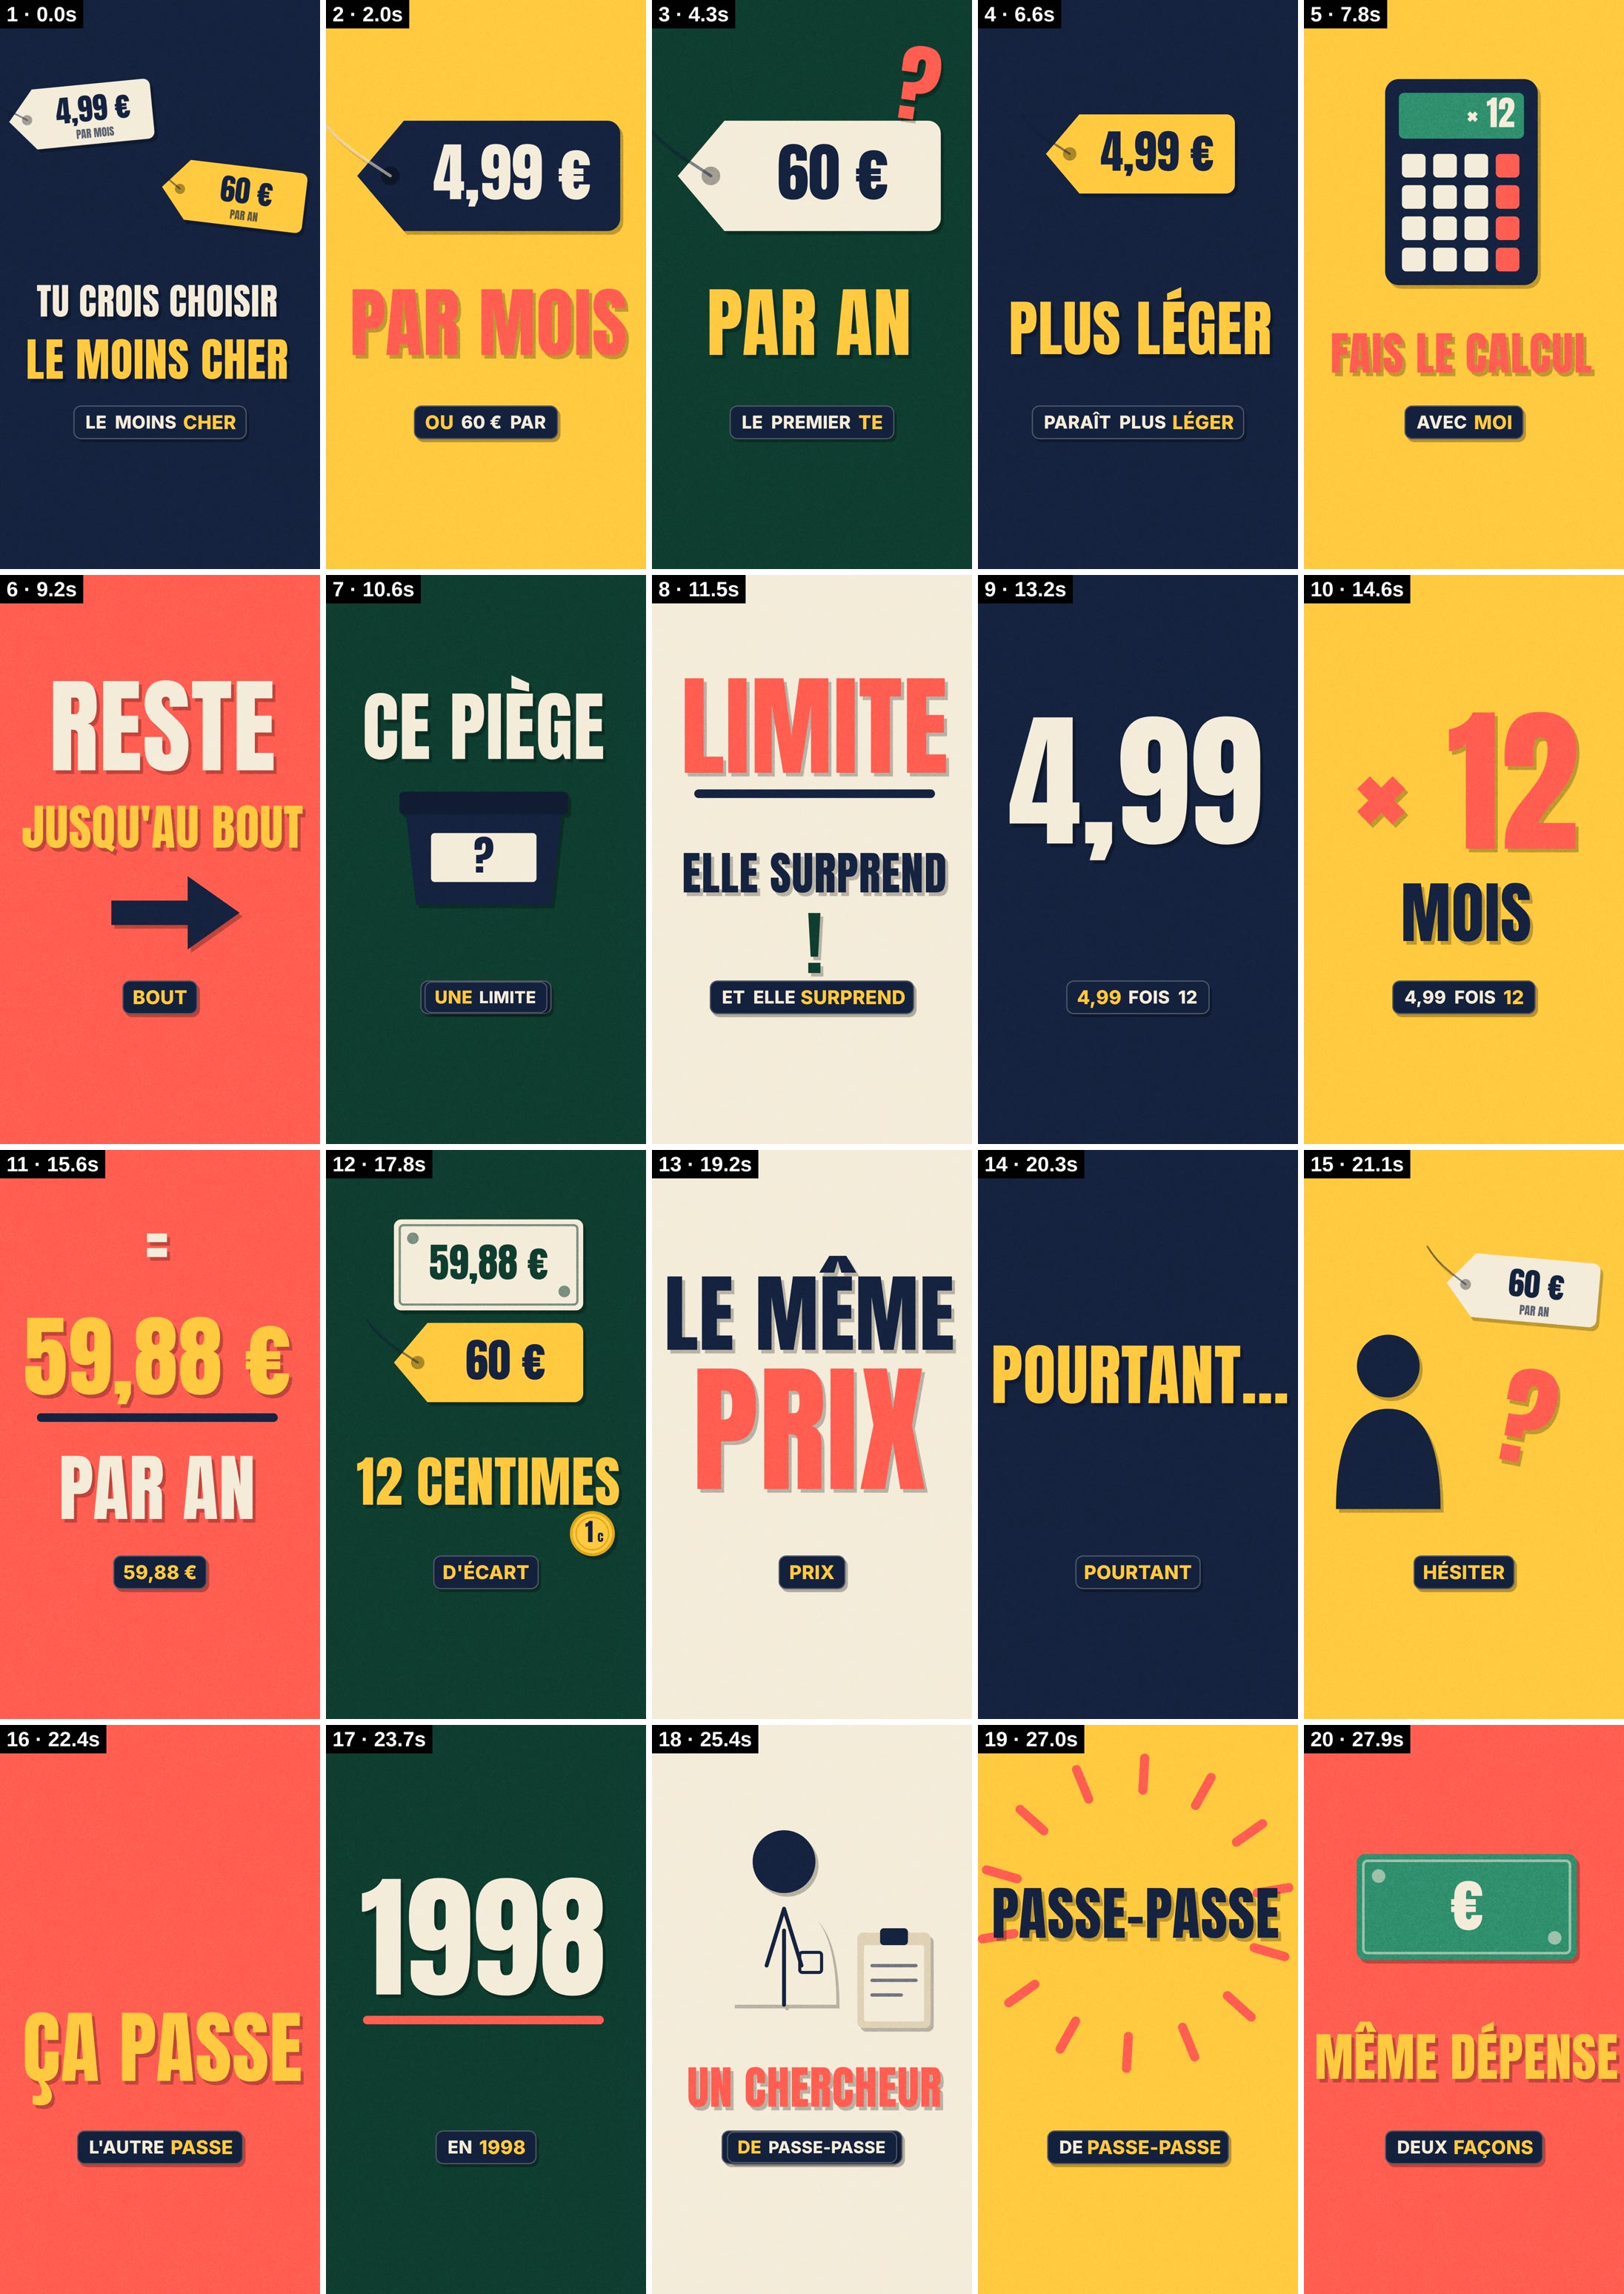 1 · 0.0s
4,99 €
PAR MOIS
60 €
PAR AN
TU CROIS CHOISIR
LE MOINS CHER
LE MOINS CHER
2 · 2.0s
4,99 €
PAR MOIS
OU 60 € PAR
3 · 4.3s
?
60 €
PAR AN
LE PREMIER TE
4 · 6.6s
4,99 €
PLUS LÉGER
PARAÎT PLUS LÉGER
5 · 7.8s
× 12
FAIS LE CALCUL
AVEC MOI
6 · 9.2s
RESTE
JUSQU'AU BOUT
BOUT
7 · 10.6s
CE PIÈGE
?
UNE LIMITE
8 · 11.5s
LIMITE
ELLE SURPREND
!
ET ELLE SURPREND
9 · 13.2s
4,99
4,99 FOIS 12
10 · 14.6s
× 12
MOIS
4,99 FOIS 12
11 · 15.6s
=
59,88 €
PAR AN
59,88 €
12 · 17.8s
59,88 €
60 €
12 CENTIMES
1 c
D'ÉCART
13 · 19.2s
LE MÊME
PRIX
PRIX
14 · 20.3s
POURTANT...
POURTANT
15 · 21.1s
60 €
PAR AN
?
HÉSITER
16 · 22.4s
ÇA PASSE
L'AUTRE PASSE
17 · 23.7s
1998
EN 1998
18 · 25.4s
UN CHERCHEUR
DE PASSE-PASSE
19 · 27.0s
PASSE-PASSE
DE PASSE-PASSE
20 · 27.9s
€
MÊME DÉPENSE
DEUX FAÇONS